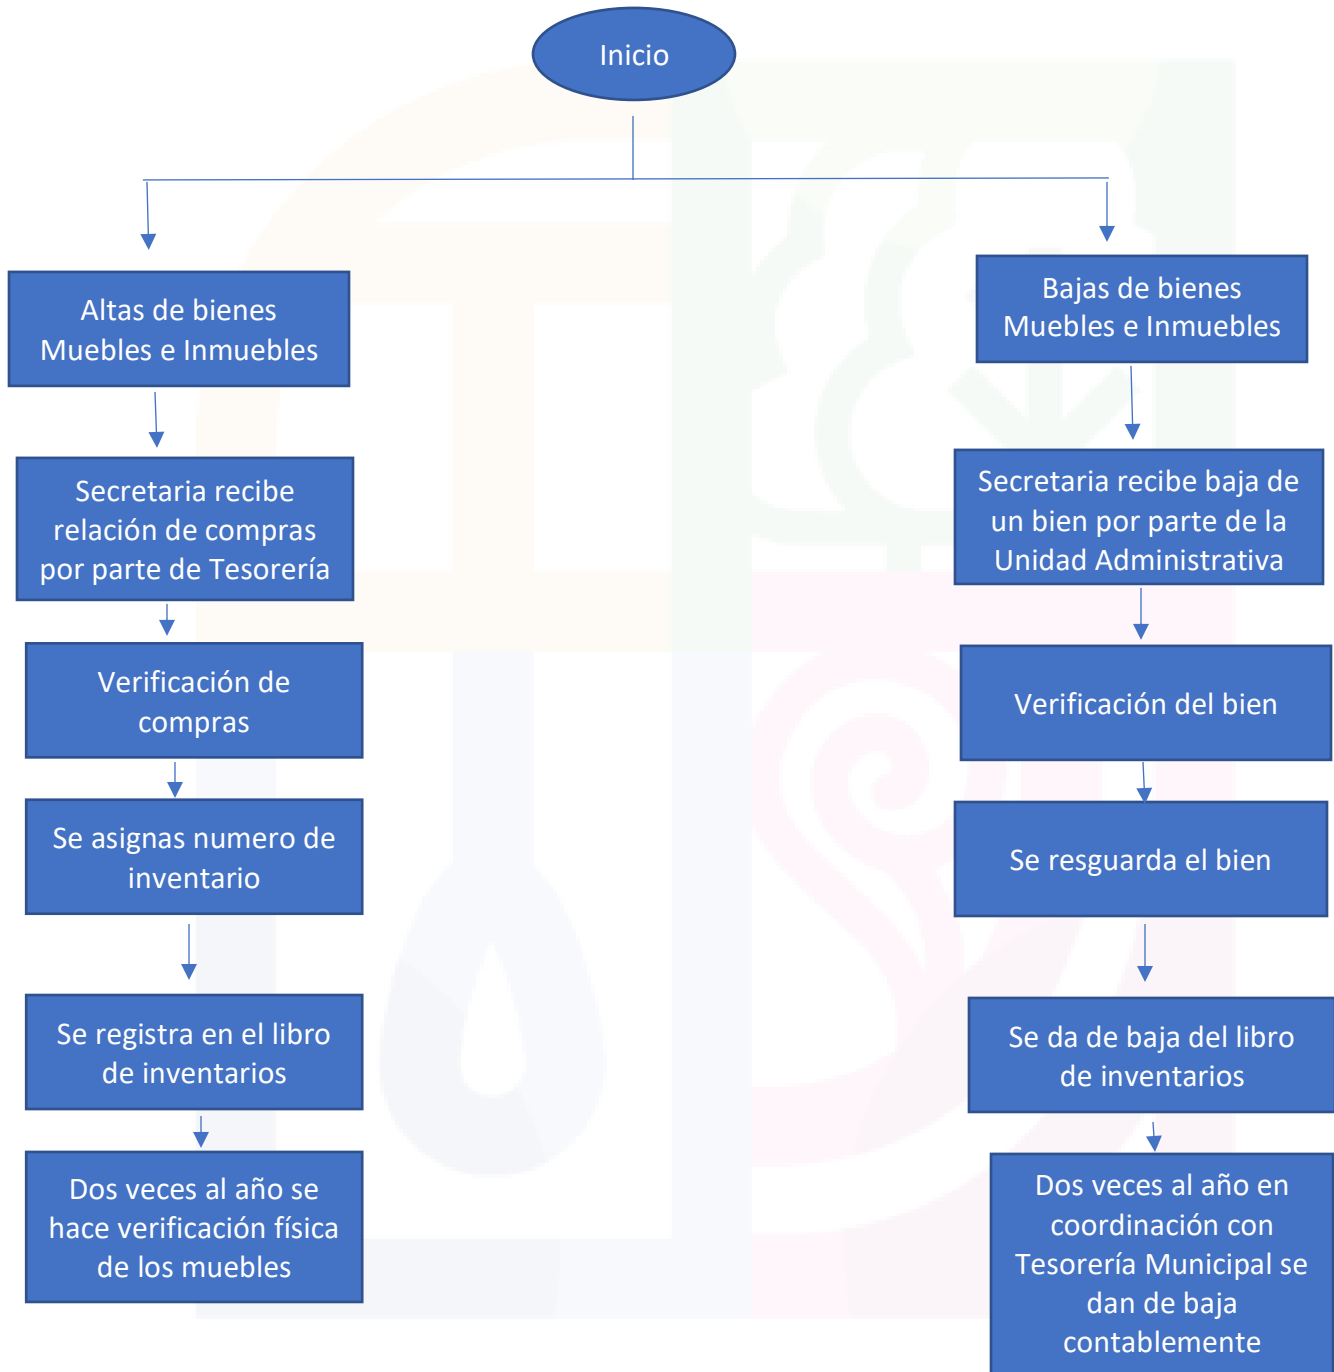 Inicio
Altas de bienes
Muebles e Inmuebles
Secretaria recibe
relación de compras
por parte de Tesorería
Verificación de
compras
Se asignas numero de
inventario
Se registra en el libro
de inventarios
Dos veces al año se
hace verificación física
de los muebles
Bajas de bienes
Muebles e Inmuebles
Secretaria recibe baja de
un bien por parte de la
Unidad Administrativa
Verificación del bien
Se resguarda el bien
Se da de baja del libro
de inventarios
Dos veces al año en
coordinación con
Tesorería Municipal se
dan de baja
contablemente